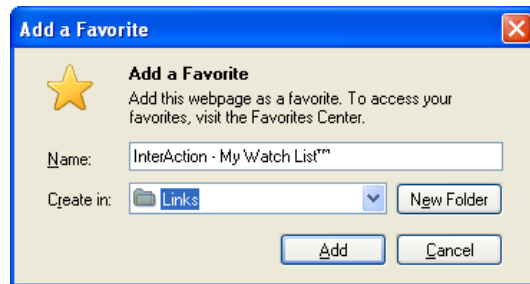 Add a Favorite
Add a Favorite
Add this webpage as a favorite. To access your
favorites, visit the Favorites Center.
Name: InterAction - My Watch List™
Create in: Links New Folder
Add Cancel